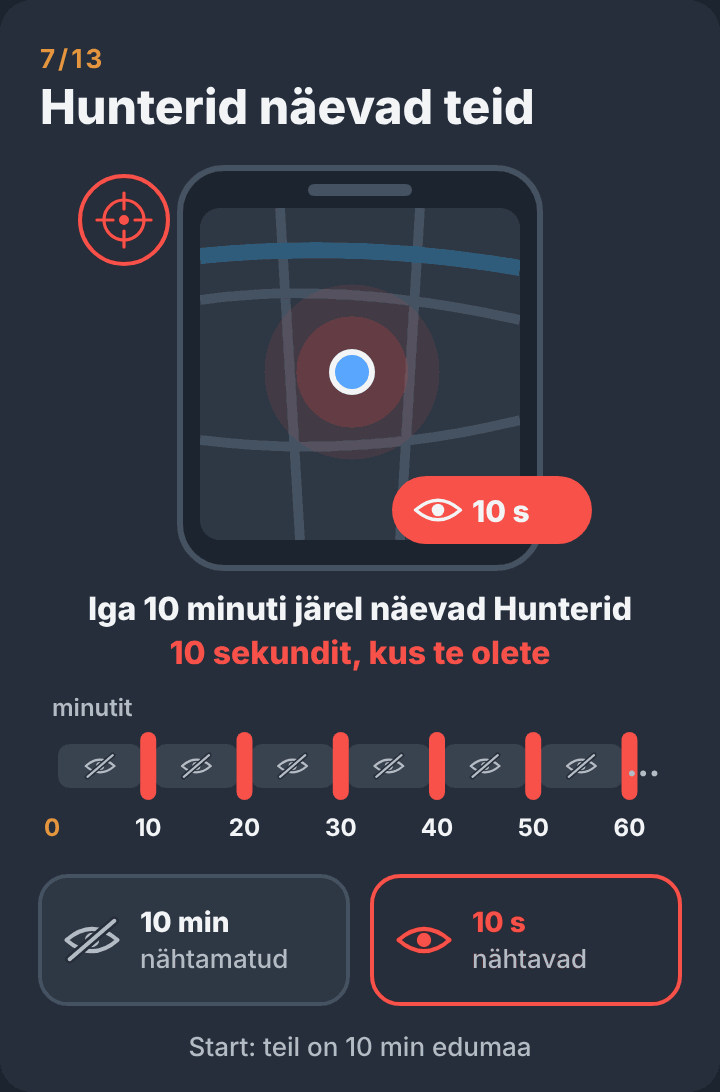 7/13
Hunterid näevad teid
10 s
Iga 10 minuti järel näevad Hunterid
10 sekundit, kus te olete
minutit
...
0 10 20 30 40 50 60
10 min
nähtamatud
10 s
nähtavad
Start: teil on 10 min edumaa